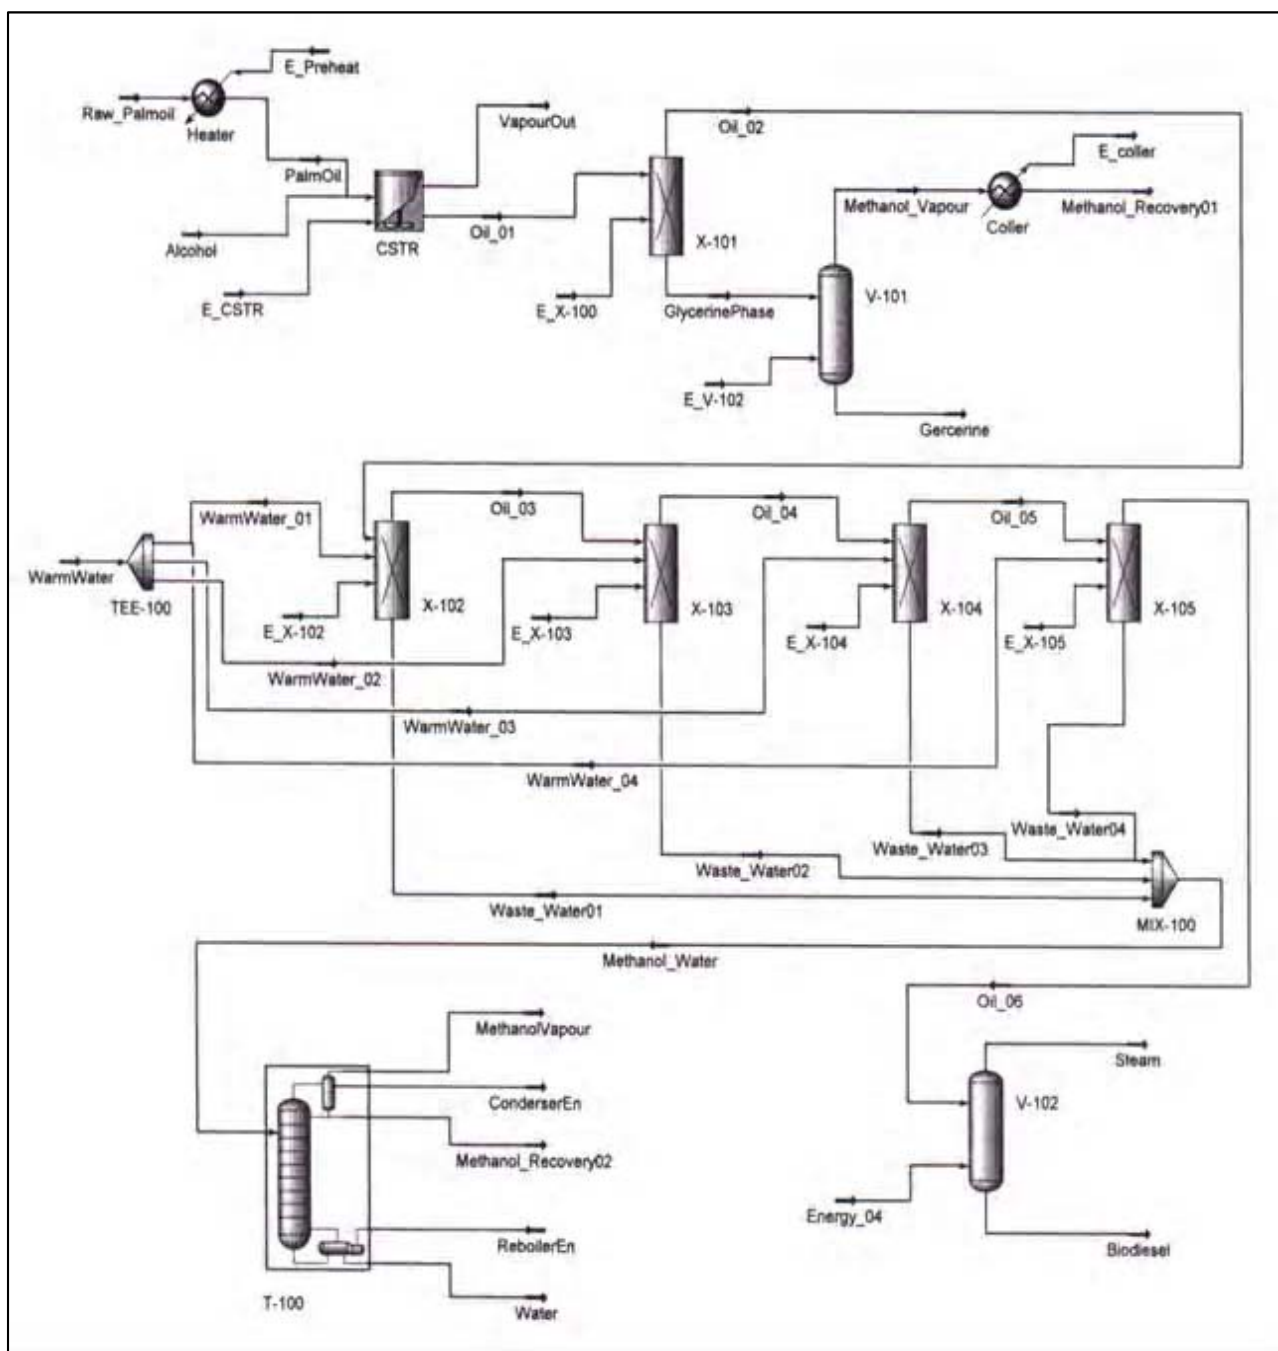 E_Preheat
Raw_Palmoil
Heater
PalmOil
Alcohol
E_CSTR
CSTR
VapourOut
Oil_01
E_X-100
Oil_02
X-101
GlycerinePhase
E_V-102
Methanol_Vapour
V-101
Gercerine
E_coller
Coller
Methanol_Recovery01
WarmWater
TEE-100
WarmWater_01
E_X-102
X-102
WarmWater_02
WarmWater_03
WarmWater_04
Oil_03
E_X-103
X-103
Oil_04
E_X-104
X-104
Oil_05
E_X-105
X-105
Waste_Water04
Waste_Water03
Waste_Water02
Waste_Water01
MIX-100
Methanol_Water
Oil_06
MethanolVapour
ConderserEn
Methanol_Recovery02
ReboilerEn
Water
T-100
Steam
V-102
Energy_04
Biodiesel